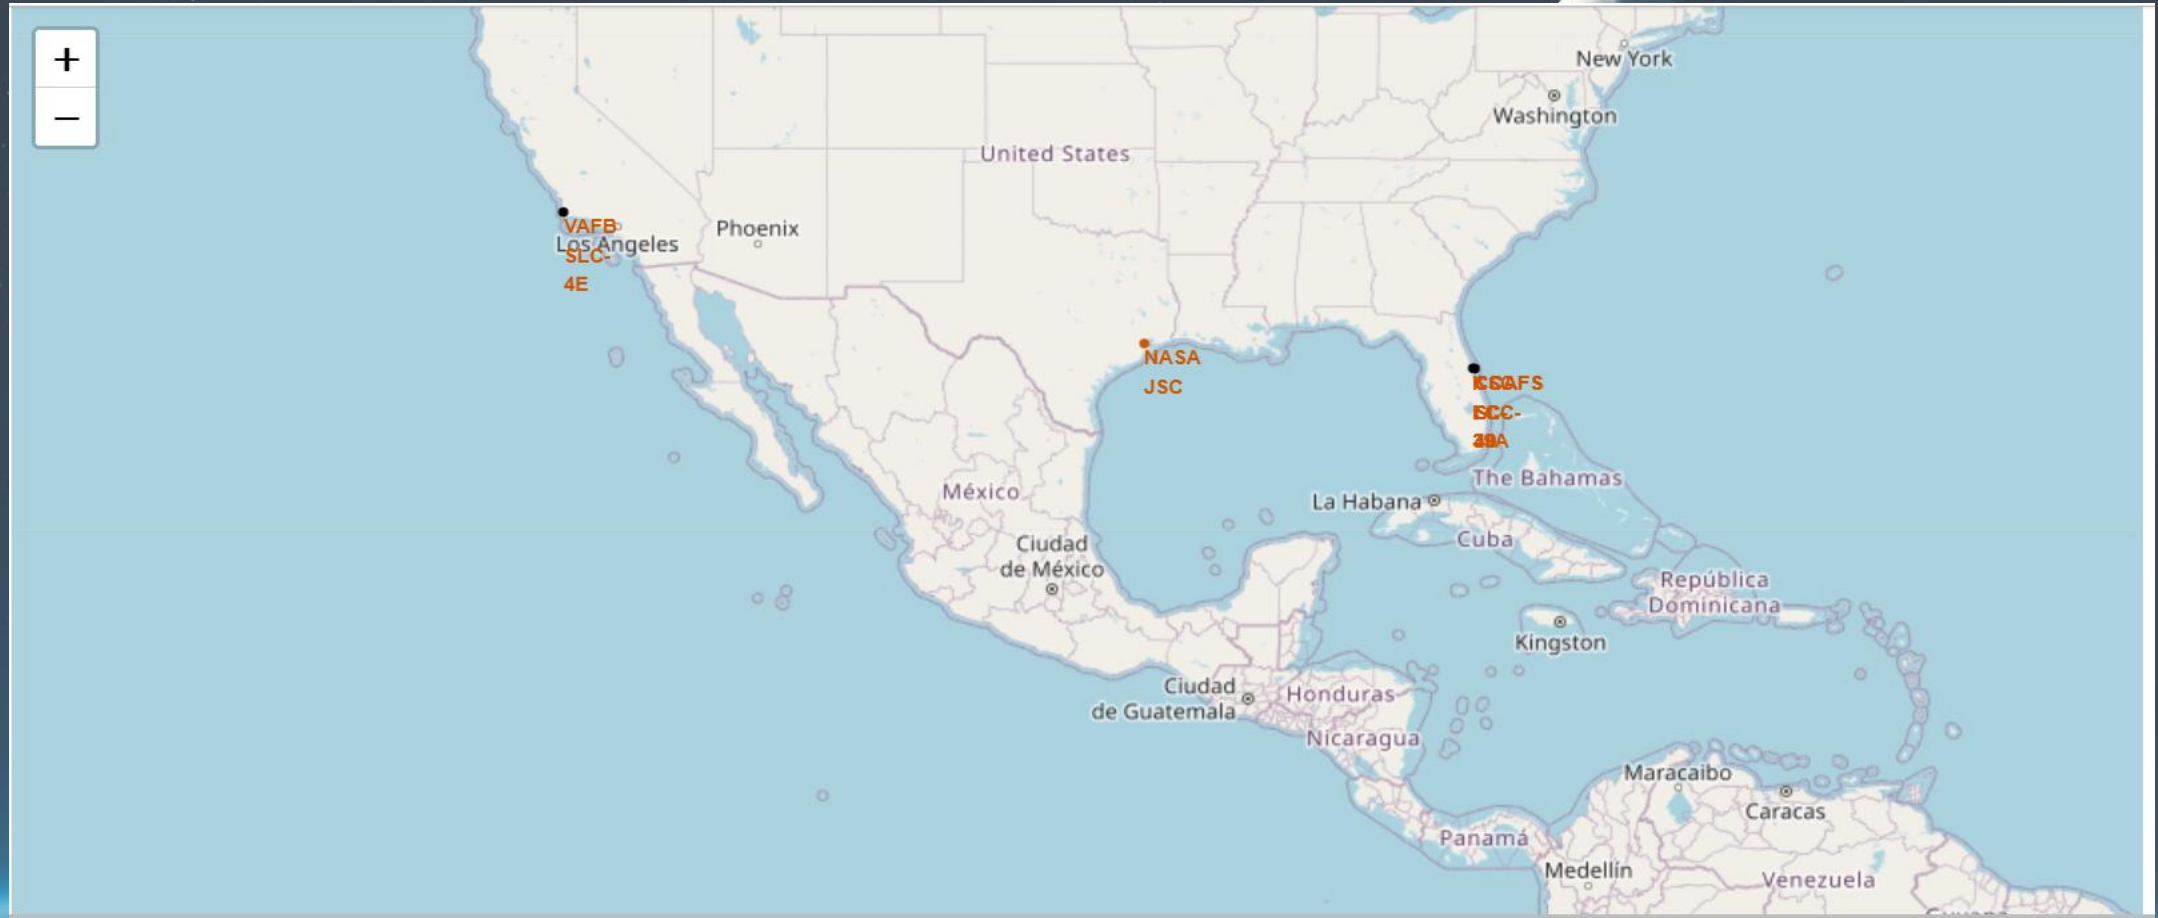 +
−
New York
Washington
United States
VAFB
Los Angeles
SLC-
4E
Phoenix
NASA
JSC
The Bahamas
La Habana
México
Cuba
Ciudad
de México
República
Dominicana
Kingston
Ciudad
de Guatemala
Honduras
Nicaragua
Maracaibo
Caracas
Panamá
Medellín
Venezuela